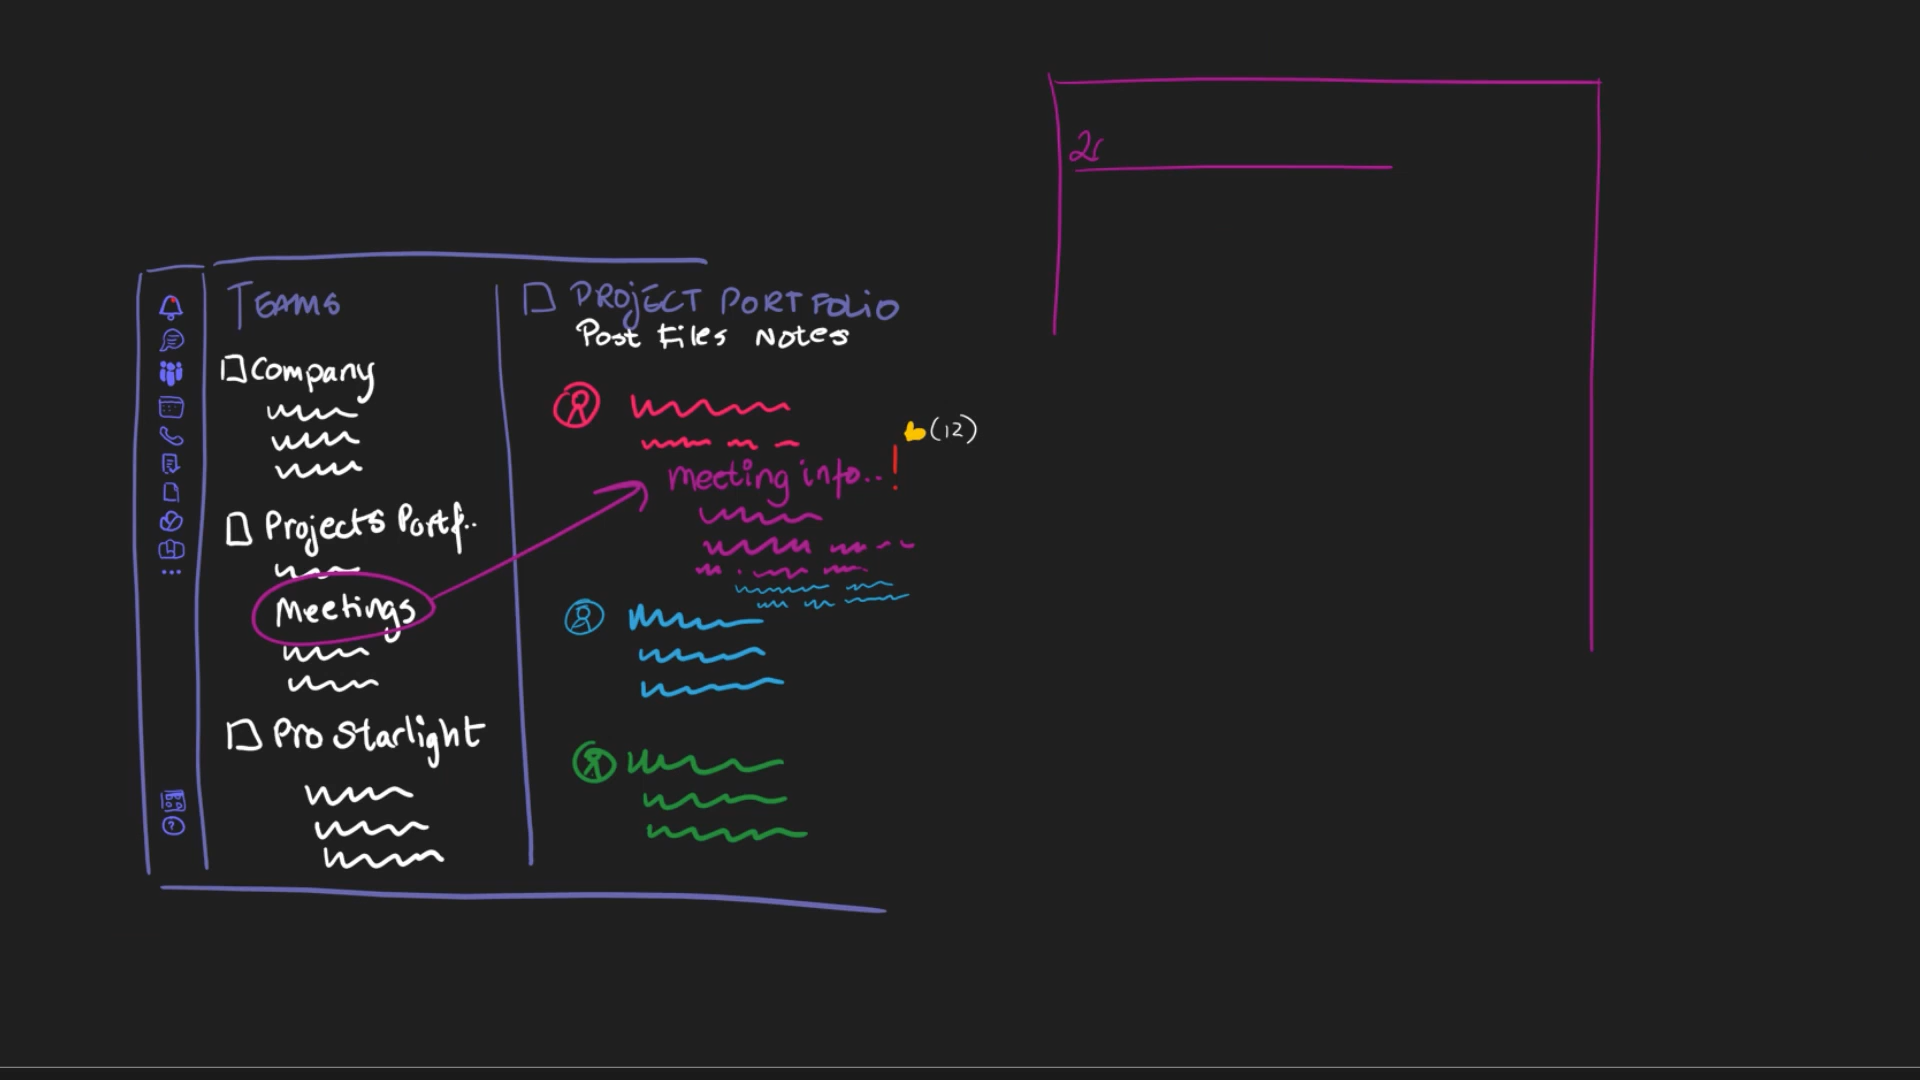 TEAMS
Company
Projects Portf..
Meetings
Pro Starlight
PROJECT PORTFOLIO
Post Files Notes
(12)
meeting info.. !
?